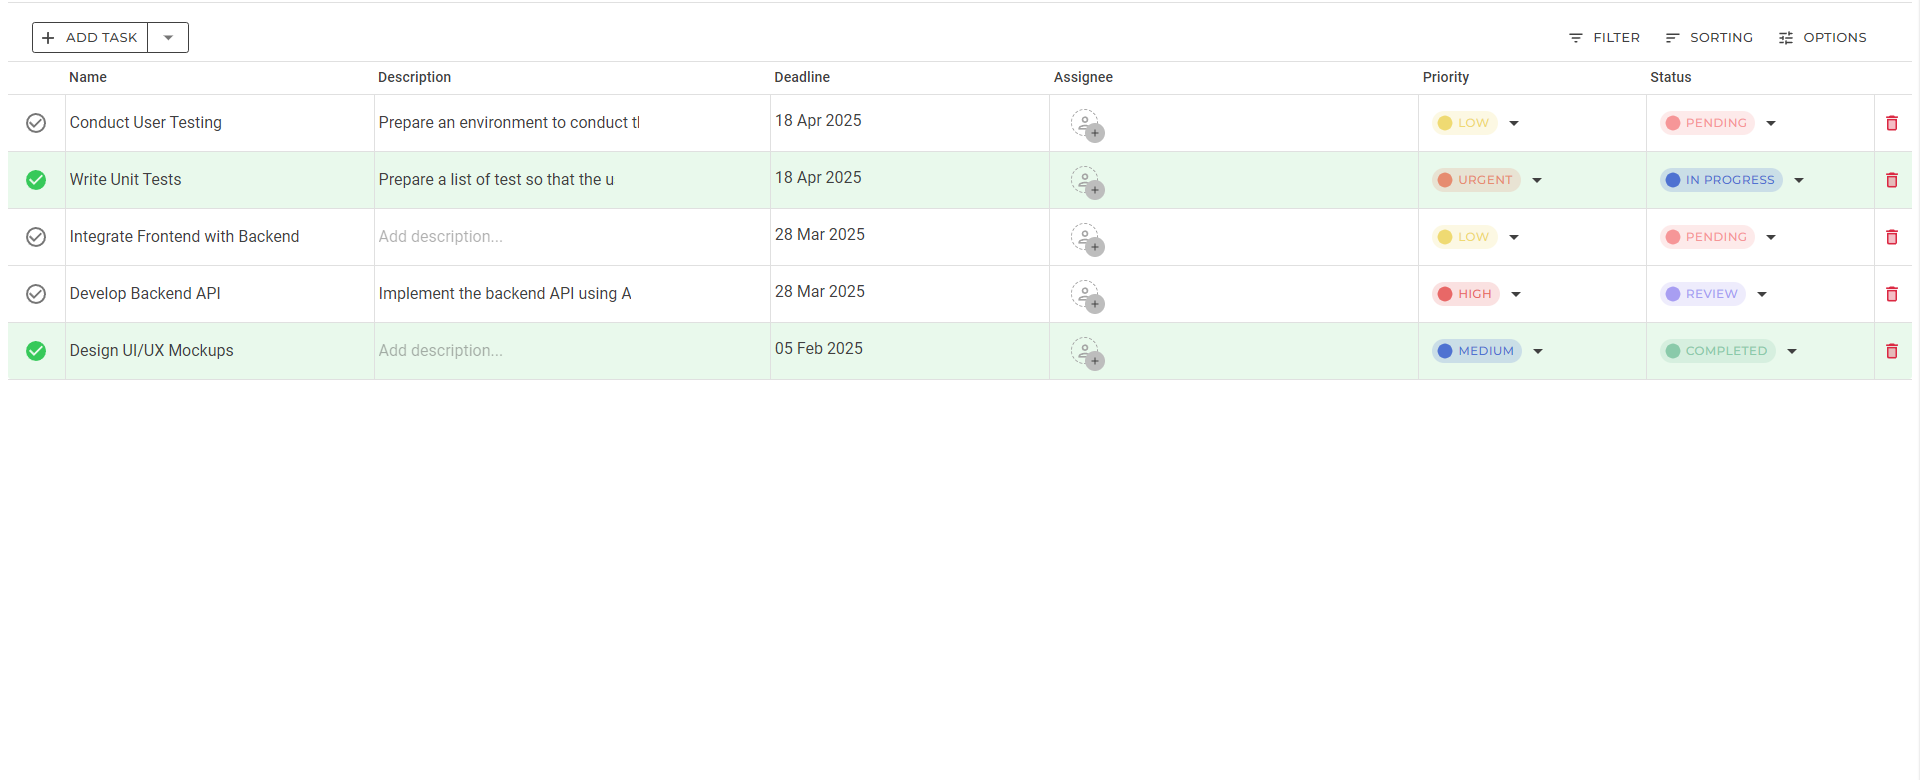 ADD TASK FILTER SORTING OPTIONS
Name Description Deadline Assignee Priority Status
Conduct User Testing Prepare an environment to conduct 18 Apr 2025 LOW PENDING
Write Unit Tests Prepare a list of test so that the u 18 Apr 2025 URGENT IN PROGRESS
Integrate Frontend with Backend Add description... 28 Mar 2025 LOW PENDING
Develop Backend API Implement the backend API using A 28 Mar 2025 HIGH REVIEW
Design UI/UX Mockups Add description... 05 Feb 2025 MEDIUM COMPLETED